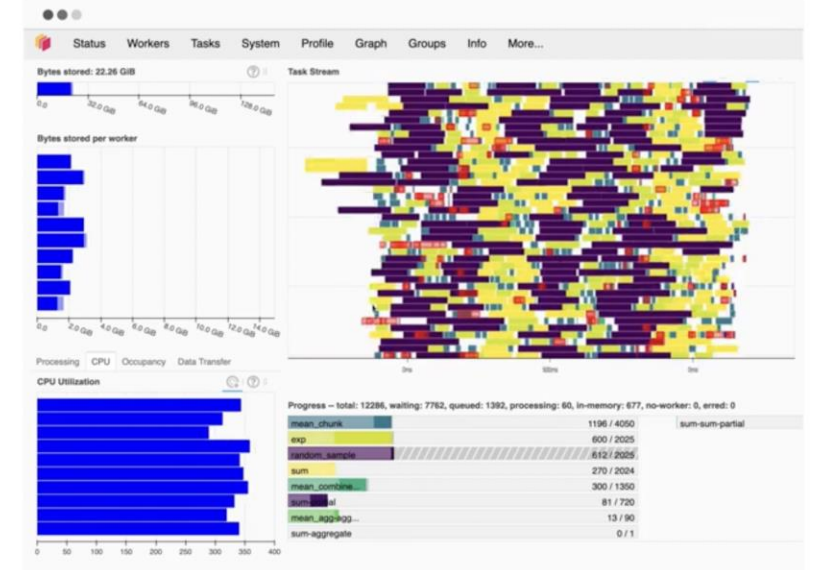 Status Workers Tasks System Profile Graph Groups Info More...
Bytes stored: 22.26 GiB
0.0 32.0 GiB 64.0 GiB 96.0 GiB 128.0 GiB
Bytes stored per worker
0.0 2.0 GiB 4.0 GiB 6.0 GiB 8.0 GiB 10.0 GiB 12.0 GiB 14.0 GiB
Processing CPU Occupancy Data Transfer
CPU Utilization
0 50 100 150 200 250 300 350 400
Task Stream
0ms 500ms 0ms
Progress -- total: 12286, waiting: 7762, queued: 1392, processing: 60, in-memory: 677, no-worker: 0, erred: 0
mean_chunk 1196 / 4050
exp 600 / 2025
random_sample 612 / 2025
sum 270 / 2024
mean_combine... 300 / 1350
sum-partial 81 / 720
mean_agg-agg... 13 / 90
sum-aggregate 0 / 1
sum-sum-partial